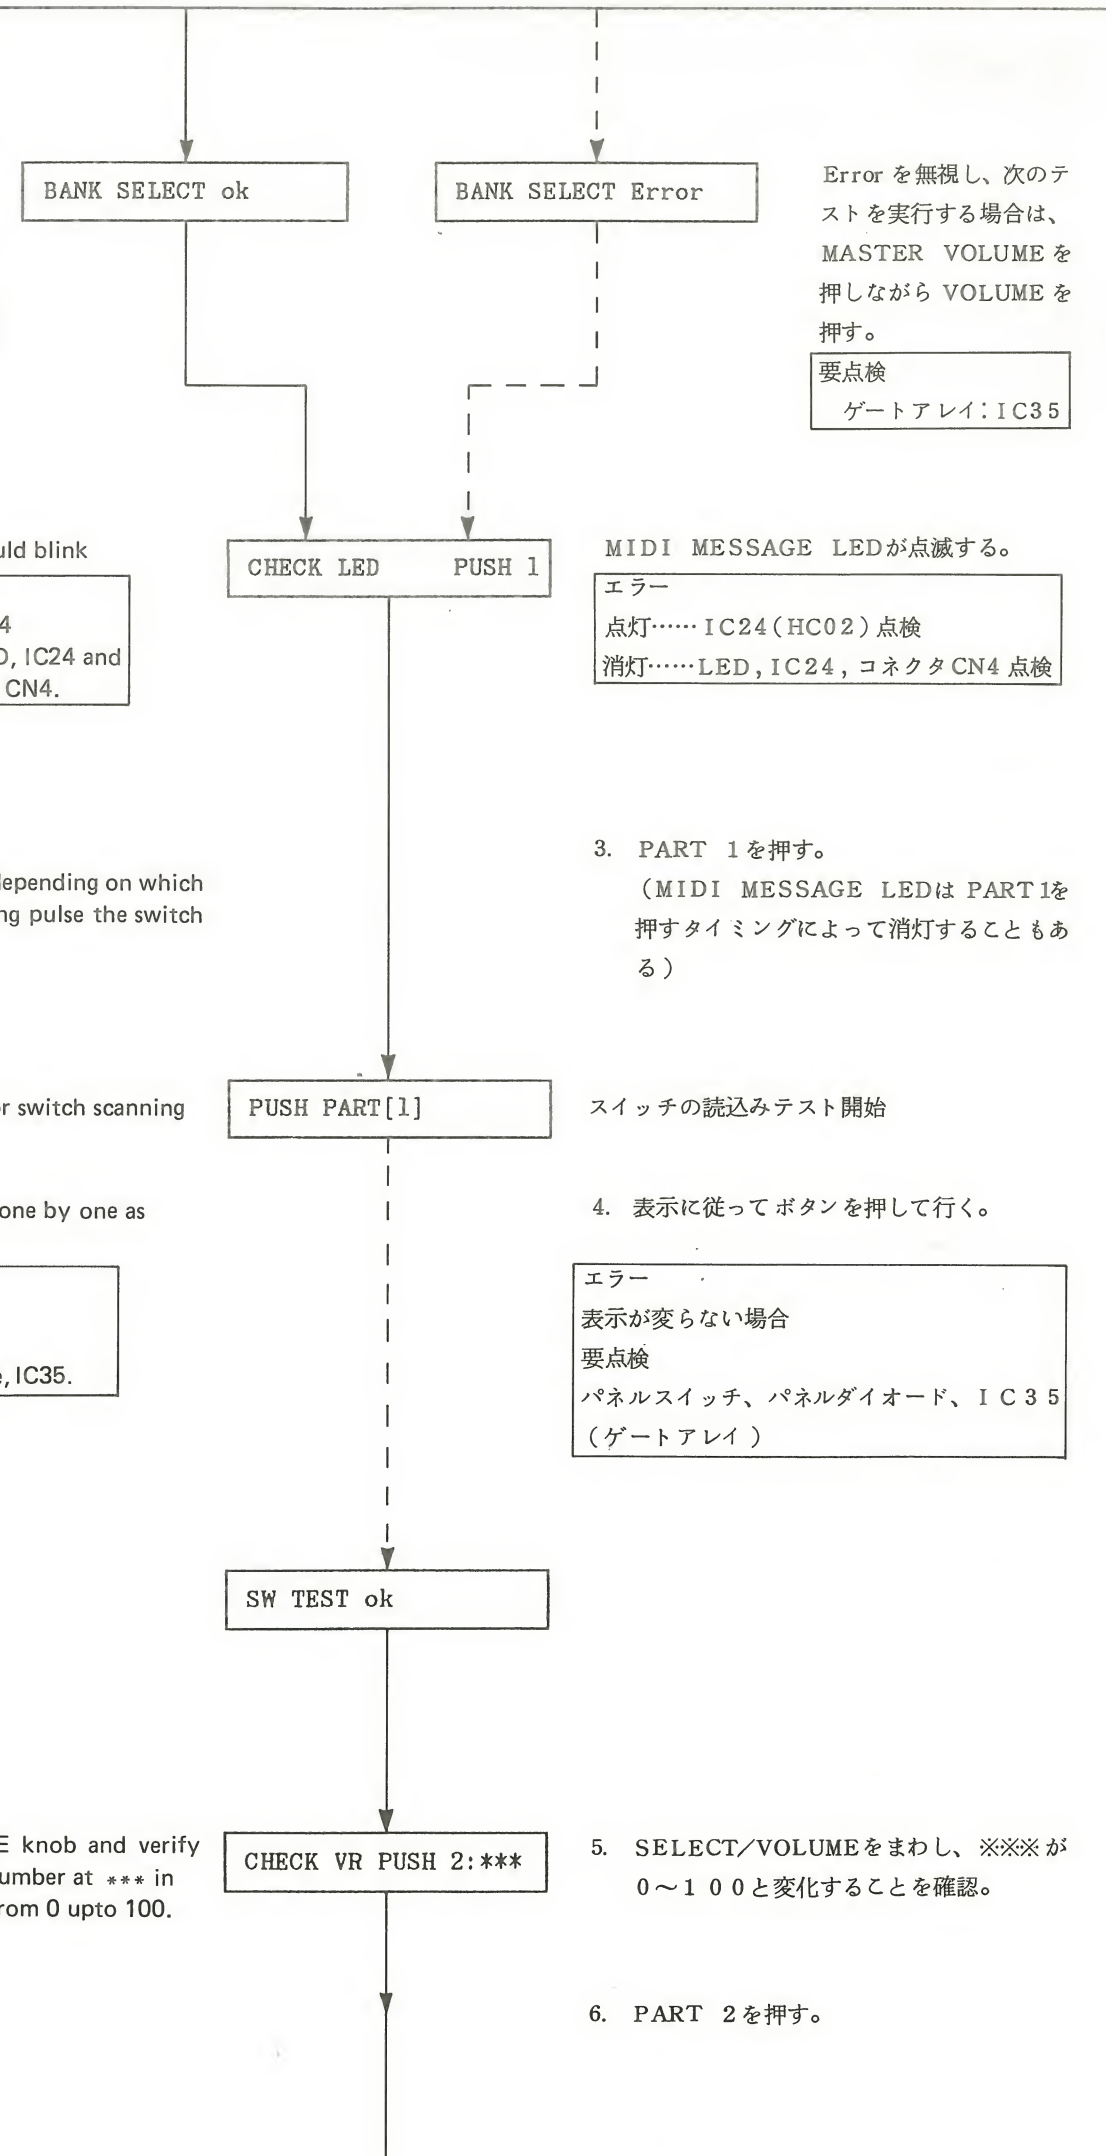 BANK SELECT ok
BANK SELECT Error
Error を無視し、次のテ
ストを実行する場合は、
MASTER VOLUME を
押しながら VOLUME を
押す。
要点検
ゲートアレイ：IC35
uld blink
4
, IC24 and
CN4.
CHECK LED PUSH 1
MIDI MESSAGE LEDが点滅する。
エラー
点灯……IC24(HC02)点検
消灯……LED, IC24, コネクタCN4 点検
depending on which
ng pulse the switch
3. PART 1を押す。
(MIDI MESSAGE LEDは PART1を
押すタイミングによって消灯することもあ
る)
or switch scanning
PUSH PART[1]
スイッチの読込みテスト開始
one by one as
4. 表示に従ってボタンを押して行く。
e, IC35.
エラー
表示が変らない場合
要点検
パネルスイッチ、パネルダイオード、IC35
(ゲートアレイ)
SW TEST ok
E knob and verify
umber at *** in
rom 0 upto 100.
CHECK VR PUSH 2:***
5. SELECT/VOLUMEをまわし、※※※が
0～100と変化することを確認。
6. PART 2を押す。